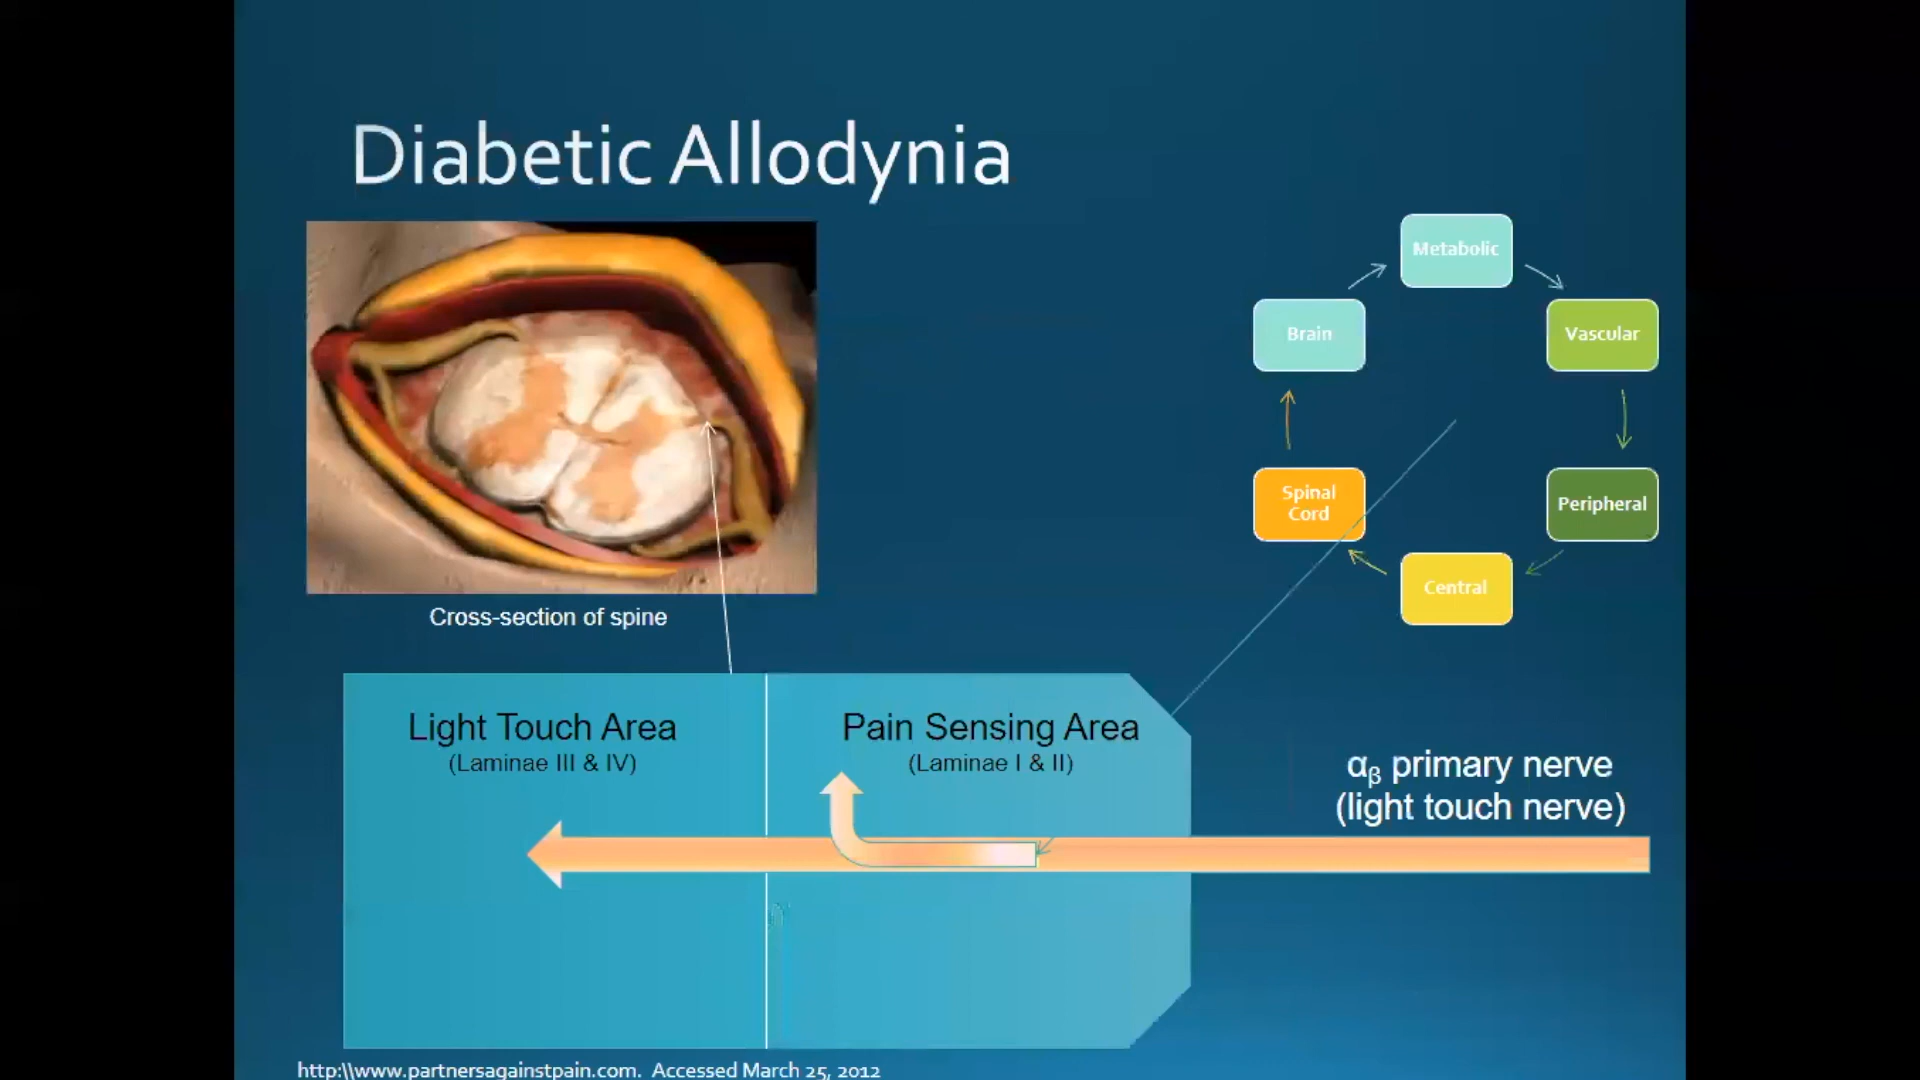 Diabetic Allodynia
Metabolic
Brain
Vascular
Spinal
Cord
Peripheral
Central
Cross-section of spine
Light Touch Area
(Laminae III & IV)
Pain Sensing Area
(Laminae I & II)
αβ primary nerve
(light touch nerve)
http:\\www.partnersagainstpain.com. Accessed March 25, 2012